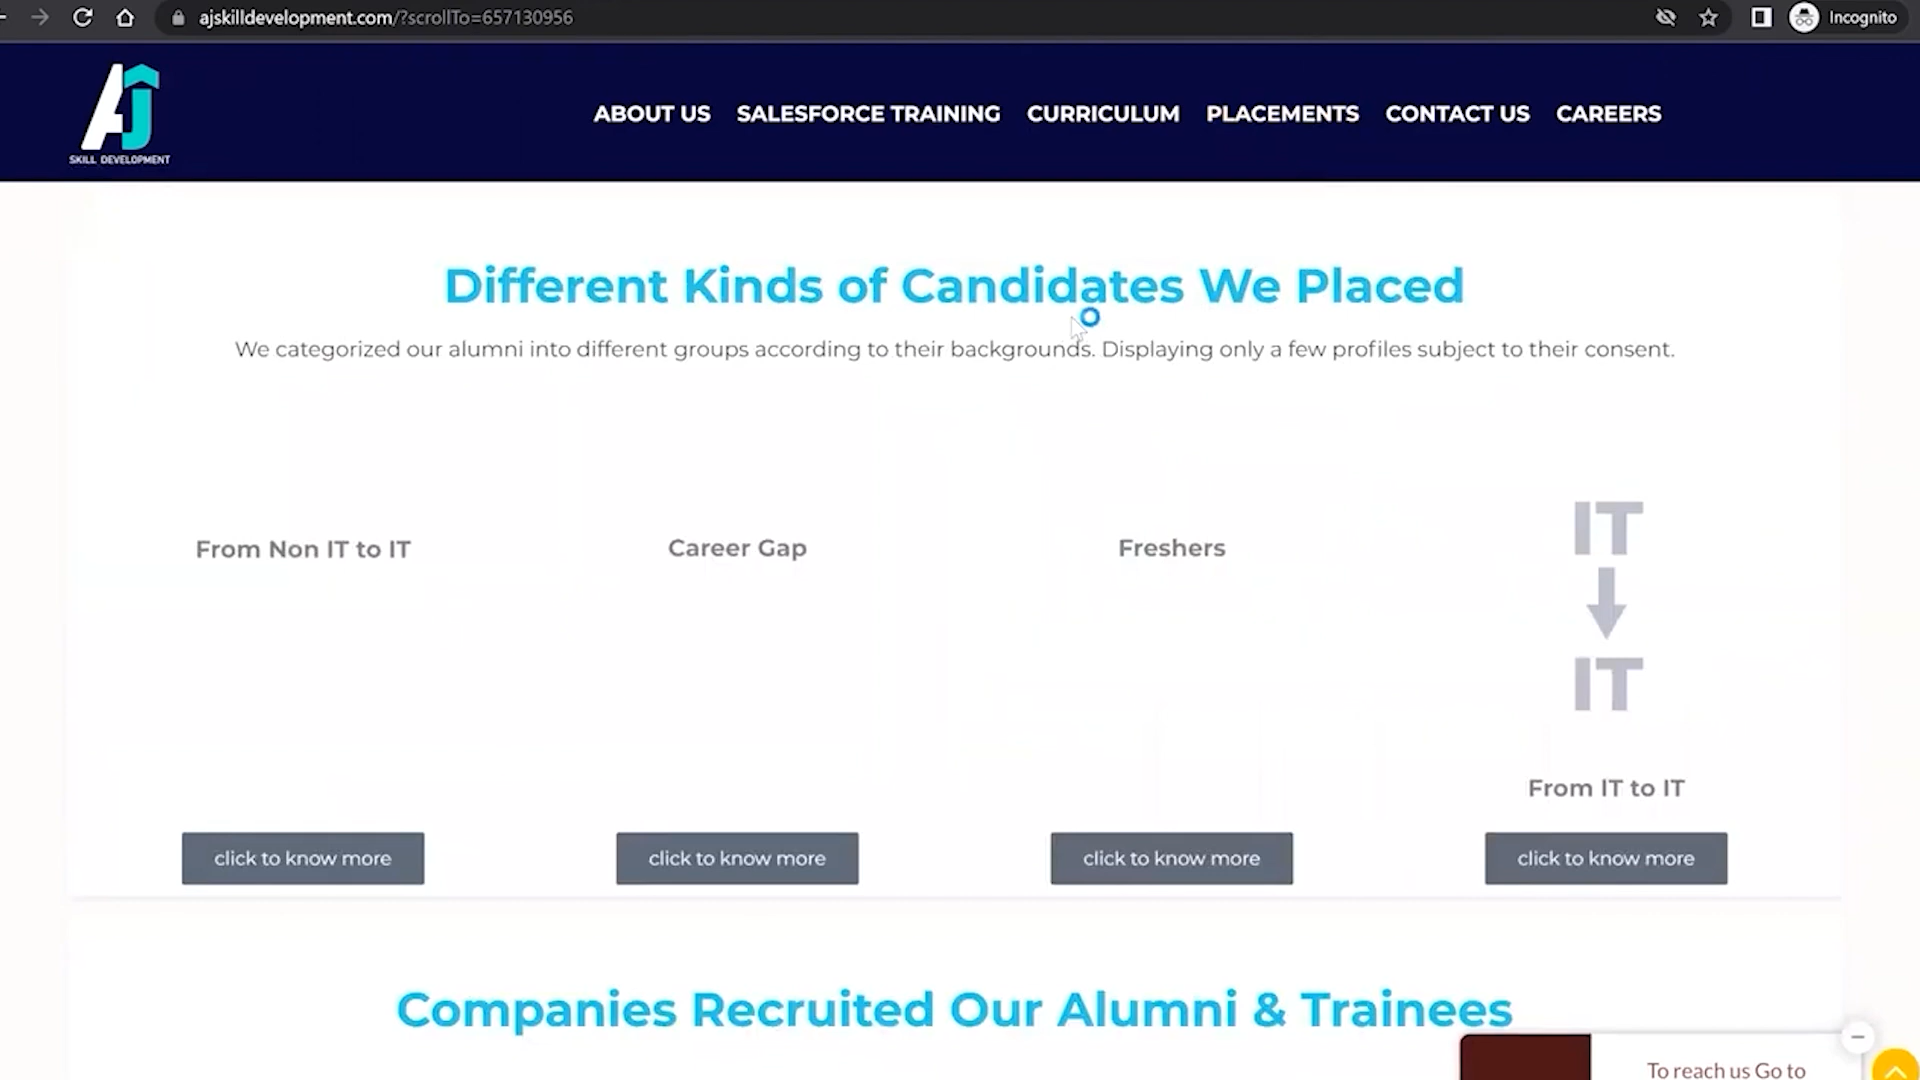 ajskilldevelopment.com/?scrollTo=657130956
Incognito
AJ
SKILL DEVELOPMENT
ABOUT US
SALESFORCE TRAINING
CURRICULUM
PLACEMENTS
CONTACT US
CAREERS
Different Kinds of Candidates We Placed
We categorized our alumni into different groups according to their backgrounds. Displaying only a few profiles subject to their consent.
From Non IT to IT
Career Gap
Freshers
IT
IT
From IT to IT
click to know more
click to know more
click to know more
click to know more
Companies Recruited Our Alumni & Trainees
To reach us Go to